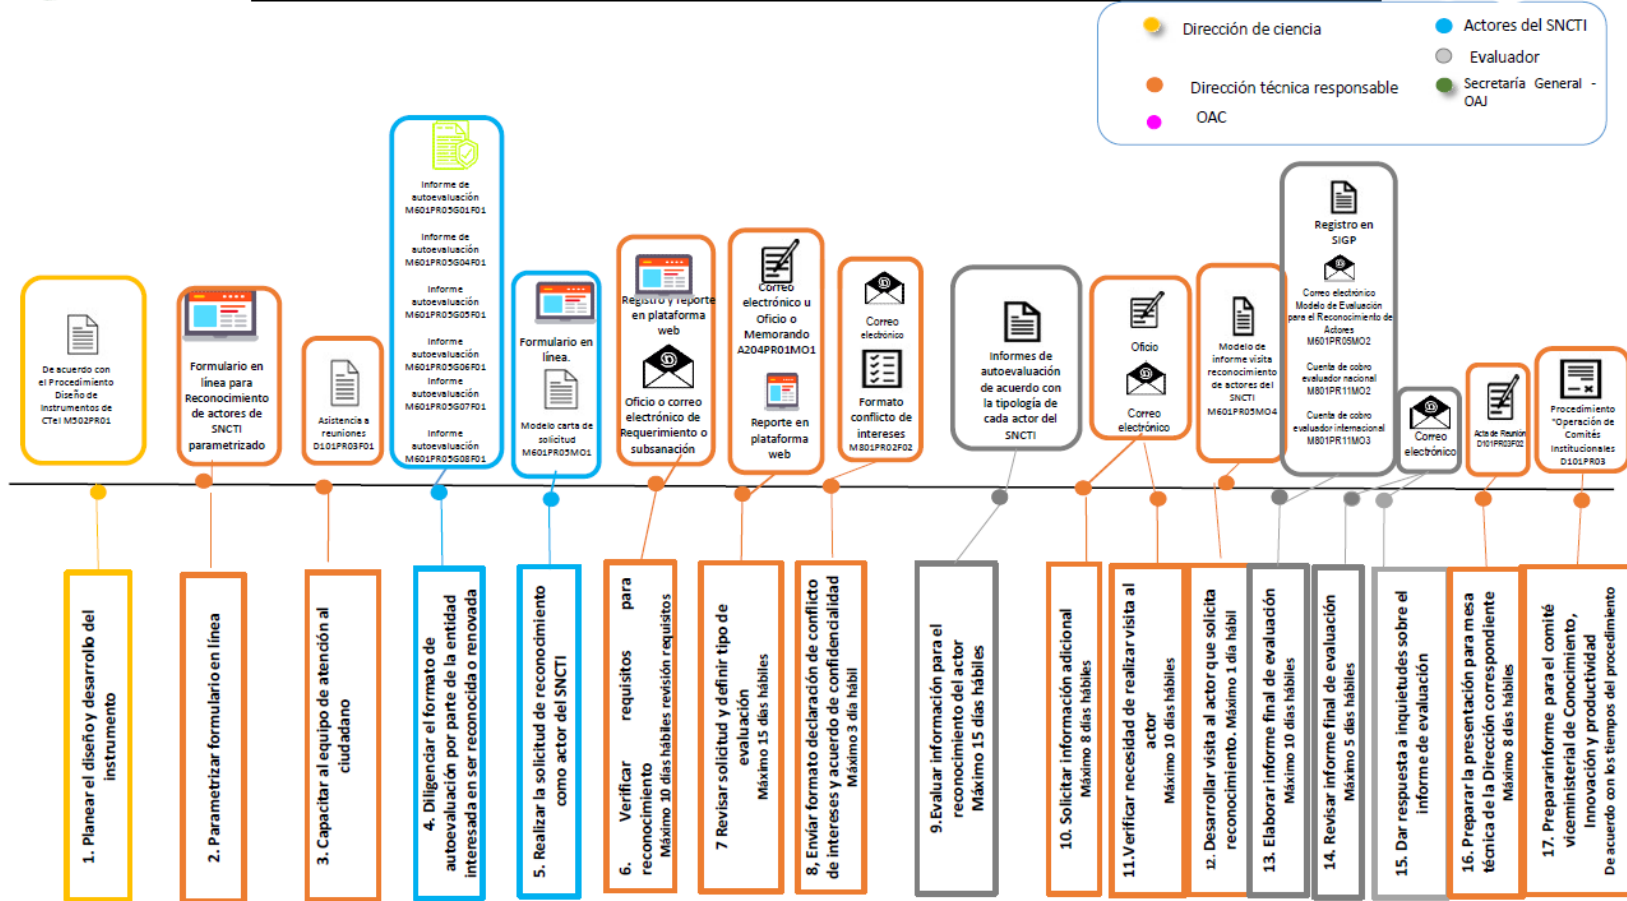 Dirección de ciencia
Actores del SNCTI
Evaluador
Dirección técnica responsable
Secretaría General -
OAJ
OAC
De acuerdo con
el Procedimiento
Diseño de
Instrumentos de
CTeI M502PR01
Formulario en
línea para
Reconocimiento
de actores de
SNCTI
parametrizado
Asistencia a
reuniones
D101PR03F01
Informe de
autoevaluación
M601PR05G01F01
Informe de
autoevaluación
M601PR05G04F01
Informe
autoevaluación
M601PR05G05F01
Informe
autoevaluación
M601PR05G06F01
Informe
autoevaluación
M601PR05G07F01
Informe
autoevaluación
M601PR05G08F01
Formulario en
línea.
Modelo carta de
solicitud
M601PR05MO1
Registro y reporte
en plataforma
web
Oficio o correo
electrónico de
Requerimiento o
subsanación
Correo
electrónico u
Oficio o
Memorando
A204PR01MO1
Reporte en
plataforma
web
Correo
electrónico
Formato
conflicto de
intereses
M801PR02F02
Informes de
autoevaluación
de acuerdo con
la tipología de
cada actor del
SNCTI
Oficio
Correo
electrónico
Modelo de
informe visita
reconocimiento
de actores del
SNCTI
M601PR05MO4
Registro en
SIGP
Correo electrónico
Modelo de Evaluación
para el Reconocimiento de
Actores
M601PR05MO2
Cuenta de cobro
evaluador nacional
M801PR11MO2
Cuenta de cobro
evaluador internacional
M801PR11MO3
Correo
electrónico
Acta de Reunión
D101PR03F02
Procedimiento
"Operación de
Comités
Institucionales
D101PR03
1. Planear el diseño y desarrollo del
instrumento
2. Parametrizar formulario en línea
3. Capacitar al equipo de atención al
ciudadano
4. Diligenciar el formato de
autoevaluación por parte de la entidad
interesada en ser reconocida o renovada
5. Realizar la solicitud de reconocimiento
como actor del SNCTI
6. Verificar requisitos para
reconocimiento
Máximo 10 días hábiles revisión requisitos
7 Revisar solicitud y definir tipo de
evaluación
Máximo 15 días hábiles
8, Envíar formato declaración de conflicto
de intereses y acuerdo de confidencialidad
Máximo 3 día hábil
9.Evaluar información para el
reconocimiento del actor
Máximo 15 días hábiles
10. Solicitar información adicional
Máximo 8 días hábiles
11.Verificar necesidad de realizar visita al
actor
Máximo 10 días hábiles
12. Desarrollar visita al actor que solicita
reconocimiento. Máximo 1 día hábil
13. Elaborar informe final de evaluación
Máximo 10 días hábiles
14. Revisar informe final de evaluación
Máximo 5 días hábiles
15. Dar respuesta a inquietudes sobre el
informe de evaluación
16. Preparar la presentación para mesa
técnica de la Dirección correspondiente
Máximo 8 días hábiles
17. Prepararinforme para el comité
viceministerial de Conocimiento,
Innovación y productividad
De acuerdo con los tiempos del procedimiento